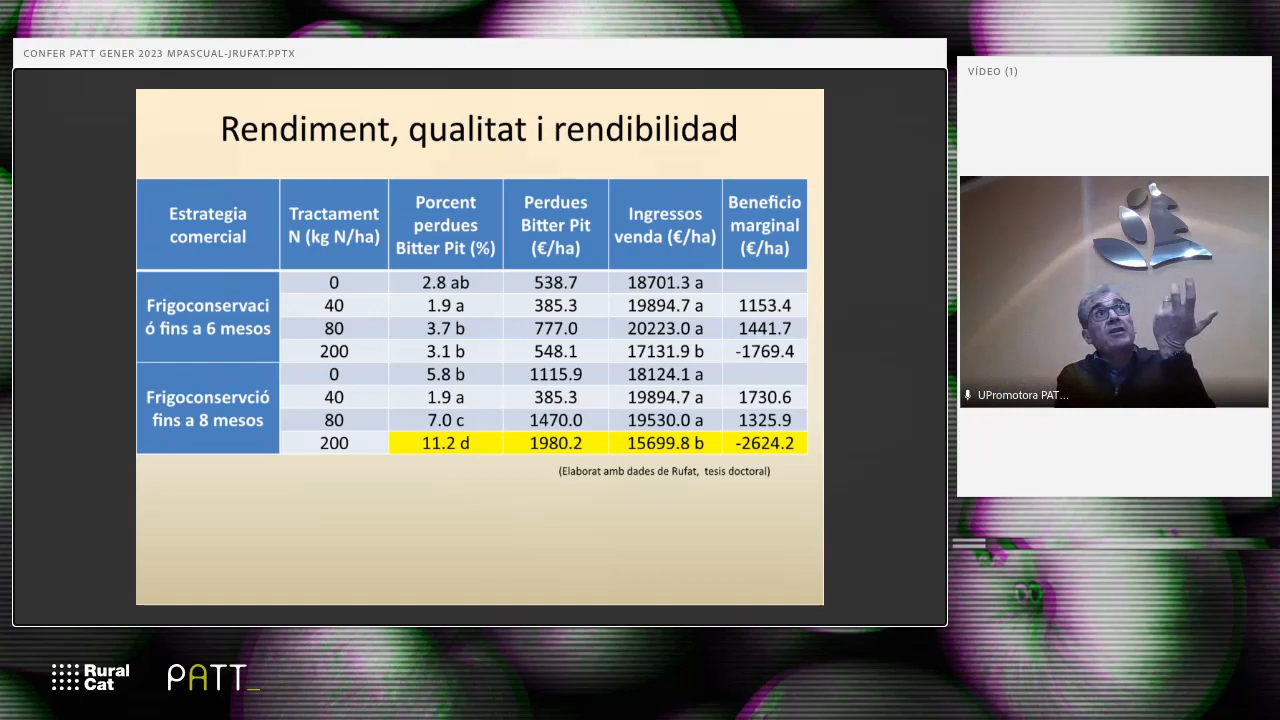 CONFER PATT GENER 2023 MPASCUAL-JRUFAT.PPTX
VÍDEO (1)
Rendiment, qualitat i rendibilidad
Estrategia comercial Tractament N (kg N/ha) Porcent perdues Bitter Pit (%) Perdues Bitter Pit (€/ha) Ingressos venda (€/ha) Beneficio marginal (€/ha)
Frigoconservaci
ó fins a 6 mesos
0 2.8 ab 538.7 18701.3 a
40 1.9 a 385.3 19894.7 a 1153.4
80 3.7 b 777.0 20223.0 a 1441.7
200 3.1 b 548.1 17131.9 b -1769.4
Frigoconservció
fins a 8 mesos
0 5.8 b 1115.9 18124.1 a
40 1.9 a 385.3 19894.7 a 1730.6
80 7.0 c 1470.0 19530.0 a 1325.9
200 11.2 d 1980.2 15699.8 b -2624.2
(Elaborat amb dades de Rufat, tesis doctoral)
UPromotora PAT...
Rural
Cat
PATT_